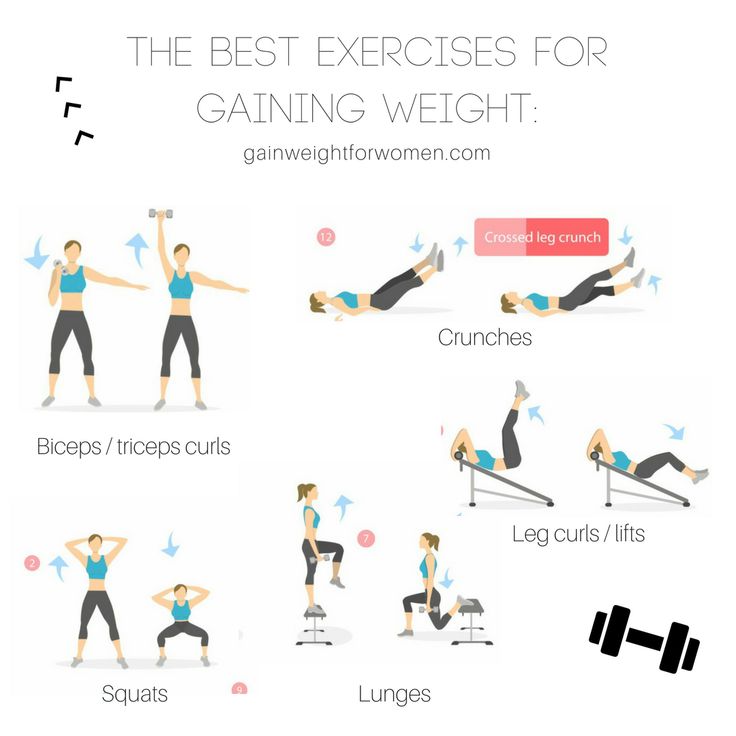 THE BEST EXERCISES FOR
GAINING WEIGHT:
gainweightforwomen.com
12
Crossed leg crunch
Crunches
Biceps / triceps curls
Leg curls / lifts
2
7
Squats
9
Lunges